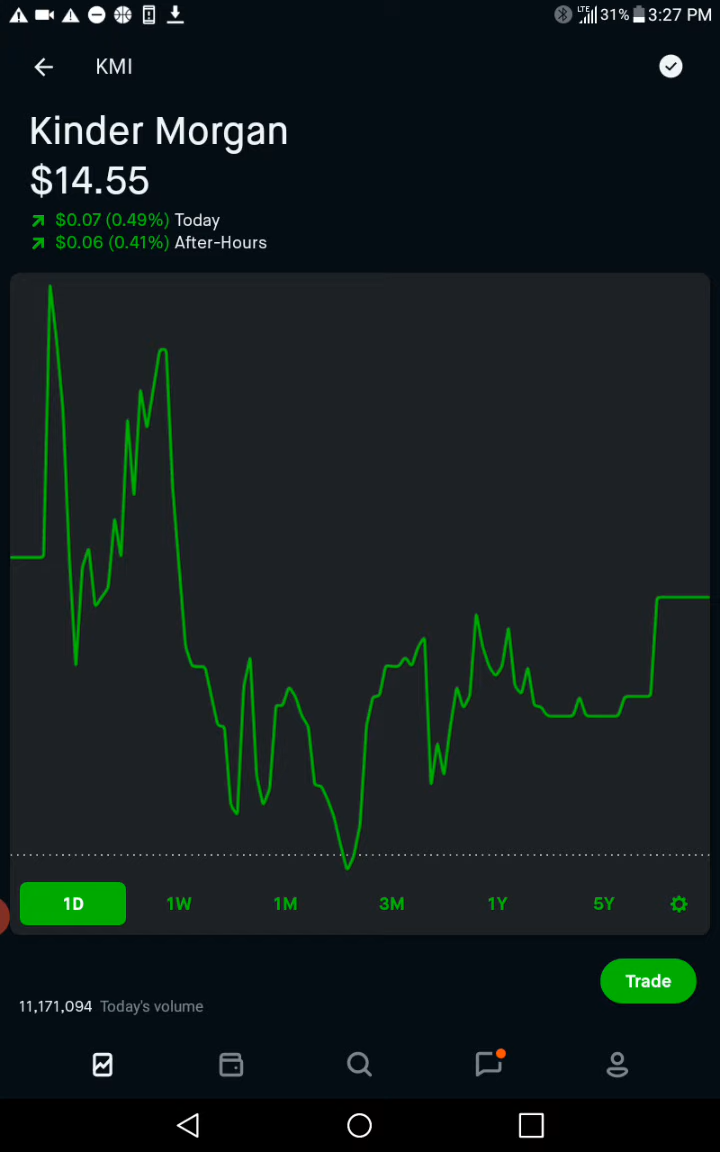 LTE 31% 3:27 PM
KMI
Kinder Morgan
$14.55
$0.07 (0.49%) Today
$0.06 (0.41%) After-Hours
1D 1W 1M 3M 1Y 5Y
Trade
11,171,094 Today's volume